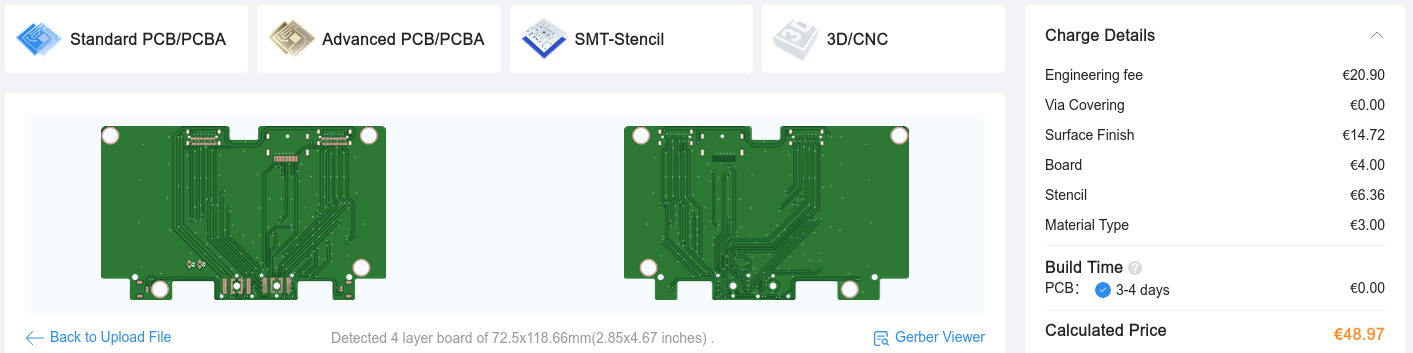 Standard PCB/PCBA
Advanced PCB/PCBA
SMT-Stencil
3D/CNC
Back to Upload File
Detected 4 layer board of 72.5x118.66mm(2.85x4.67 inches) .
Gerber Viewer
Charge Details
Engineering fee €20.90
Via Covering €0.00
Surface Finish €14.72
Board €4.00
Stencil €6.36
Material Type €3.00
Build Time ?
PCB： 3-4 days €0.00
Calculated Price €48.97